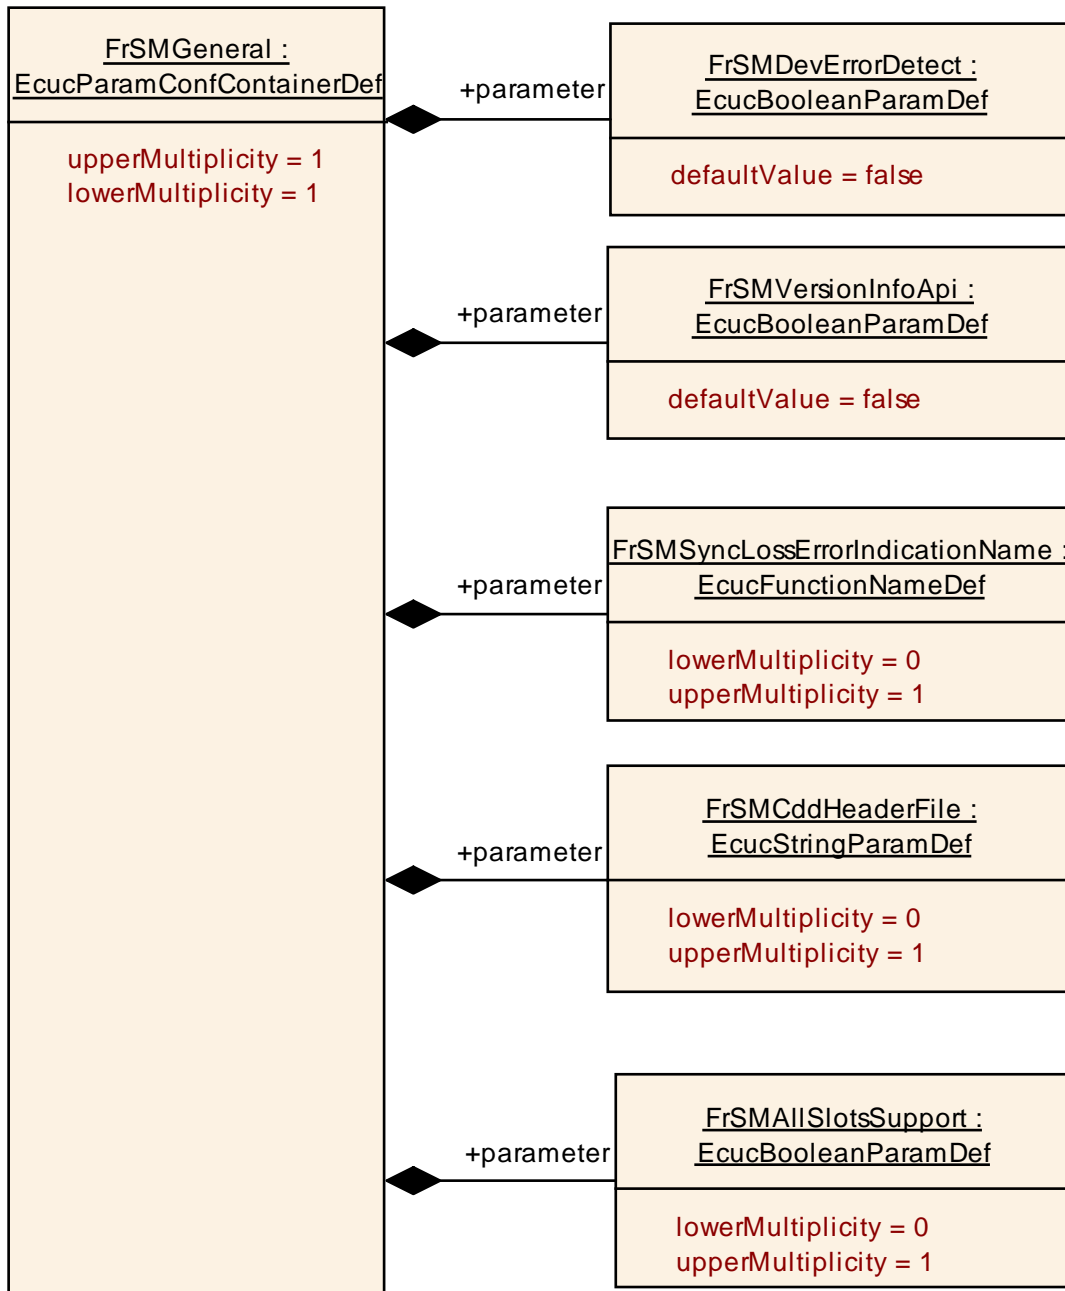 FrSMGeneral :
EcucParamConfContainerDef
upperMultiplicity = 1
lowerMultiplicity = 1
+parameter
FrSMDevErrorDetect :
EcucBooleanParamDef
defaultValue = false
+parameter
FrSMVersionInfoApi :
EcucBooleanParamDef
defaultValue = false
+parameter
FrSMSyncLossErrorIndicationName :
EcucFunctionNameDef
lowerMultiplicity = 0
upperMultiplicity = 1
+parameter
FrSMCddHeaderFile :
EcucStringParamDef
lowerMultiplicity = 0
upperMultiplicity = 1
+parameter
FrSMAllSlotsSupport :
EcucBooleanParamDef
lowerMultiplicity = 0
upperMultiplicity = 1